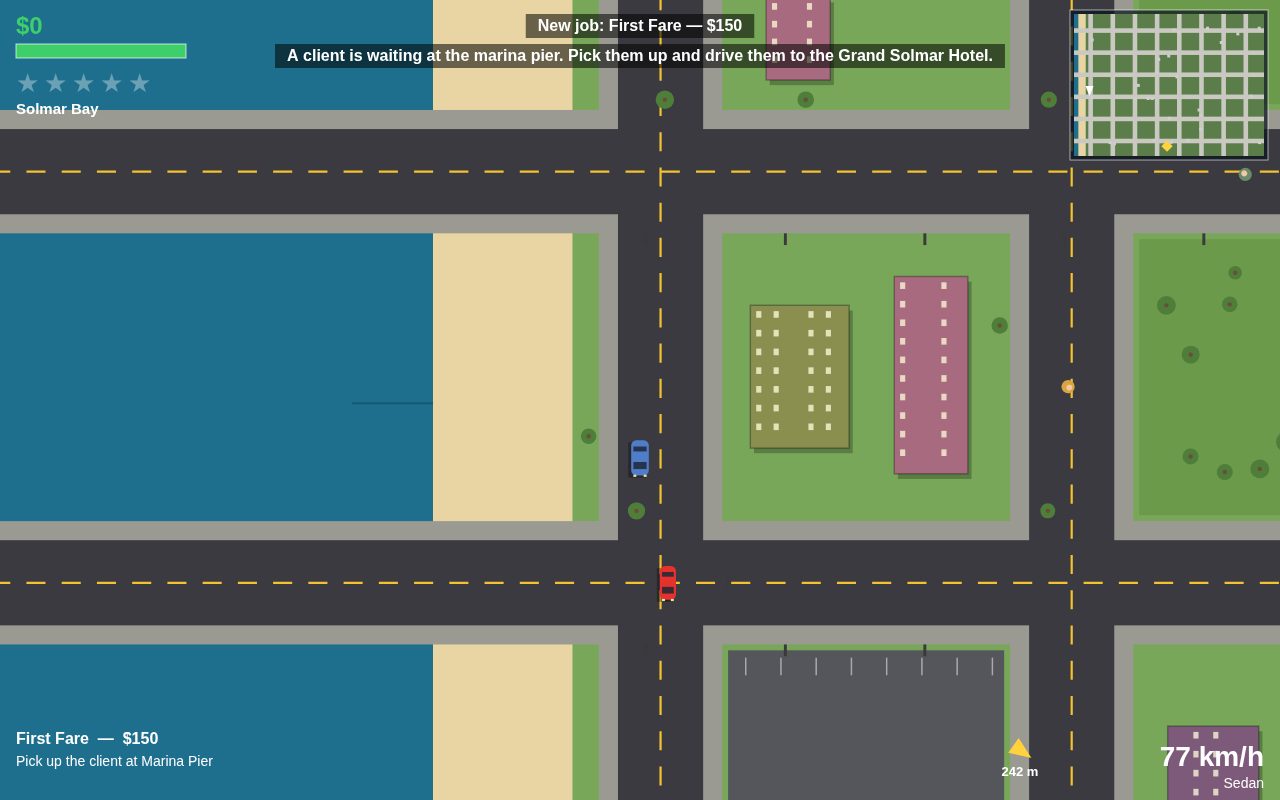 $0
Solmar Bay
New job: First Fare — $150
A client is waiting at the marina pier. Pick them up and drive them to the Grand Solmar Hotel.
First Fare — $150
Pick up the client at Marina Pier
242 m
77 km/h
Sedan